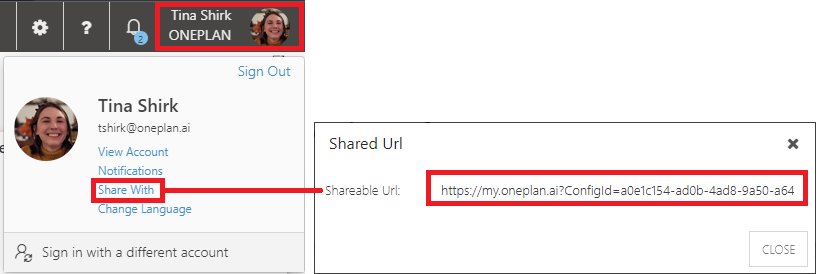 Tina Shirk
ONEPLAN
?
2
Sign Out
Tina Shirk
tshirk@oneplan.ai
View Account
Notifications
Share With
Change Language
Sign in with a different account
Shared Url
Shareable Url:
https://my.oneplan.ai?ConfigId=a0e1c154-ad0b-4ad8-9a50-a64
CLOSE